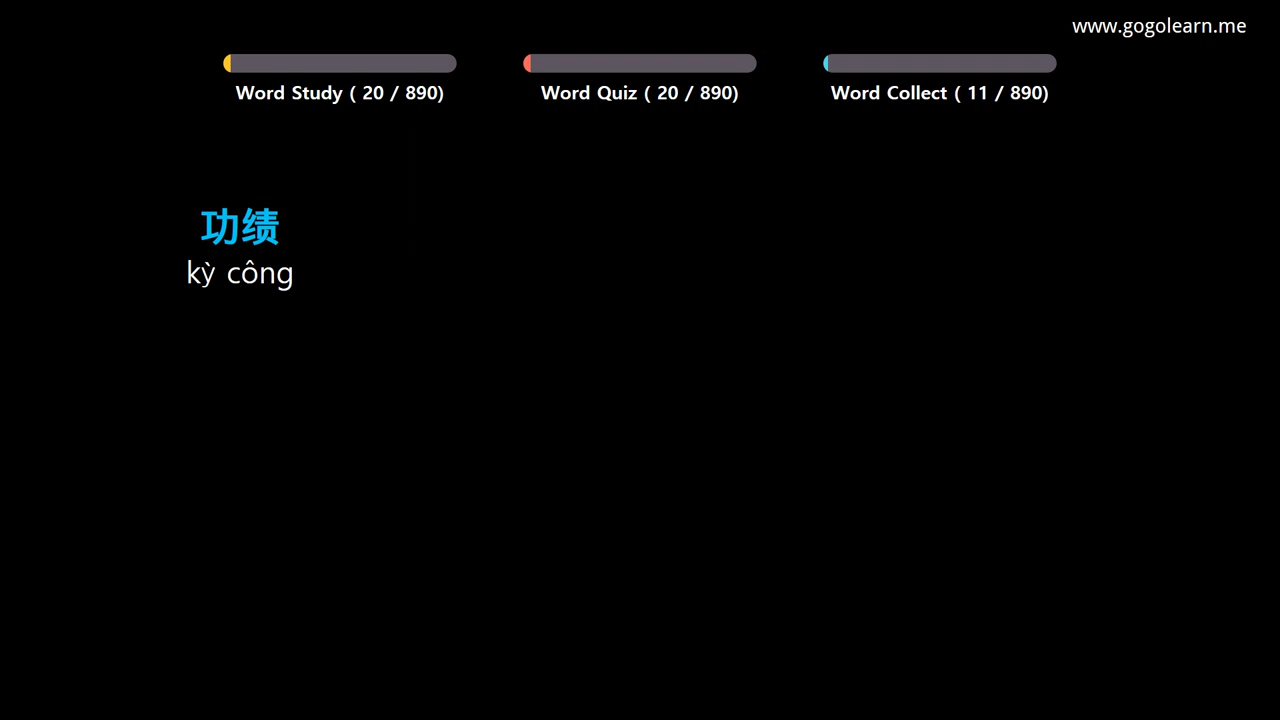 www.gogolearn.me
Word Study ( 20 / 890)
Word Quiz ( 20 / 890)
Word Collect ( 11 / 890)
功绩
kỳ công